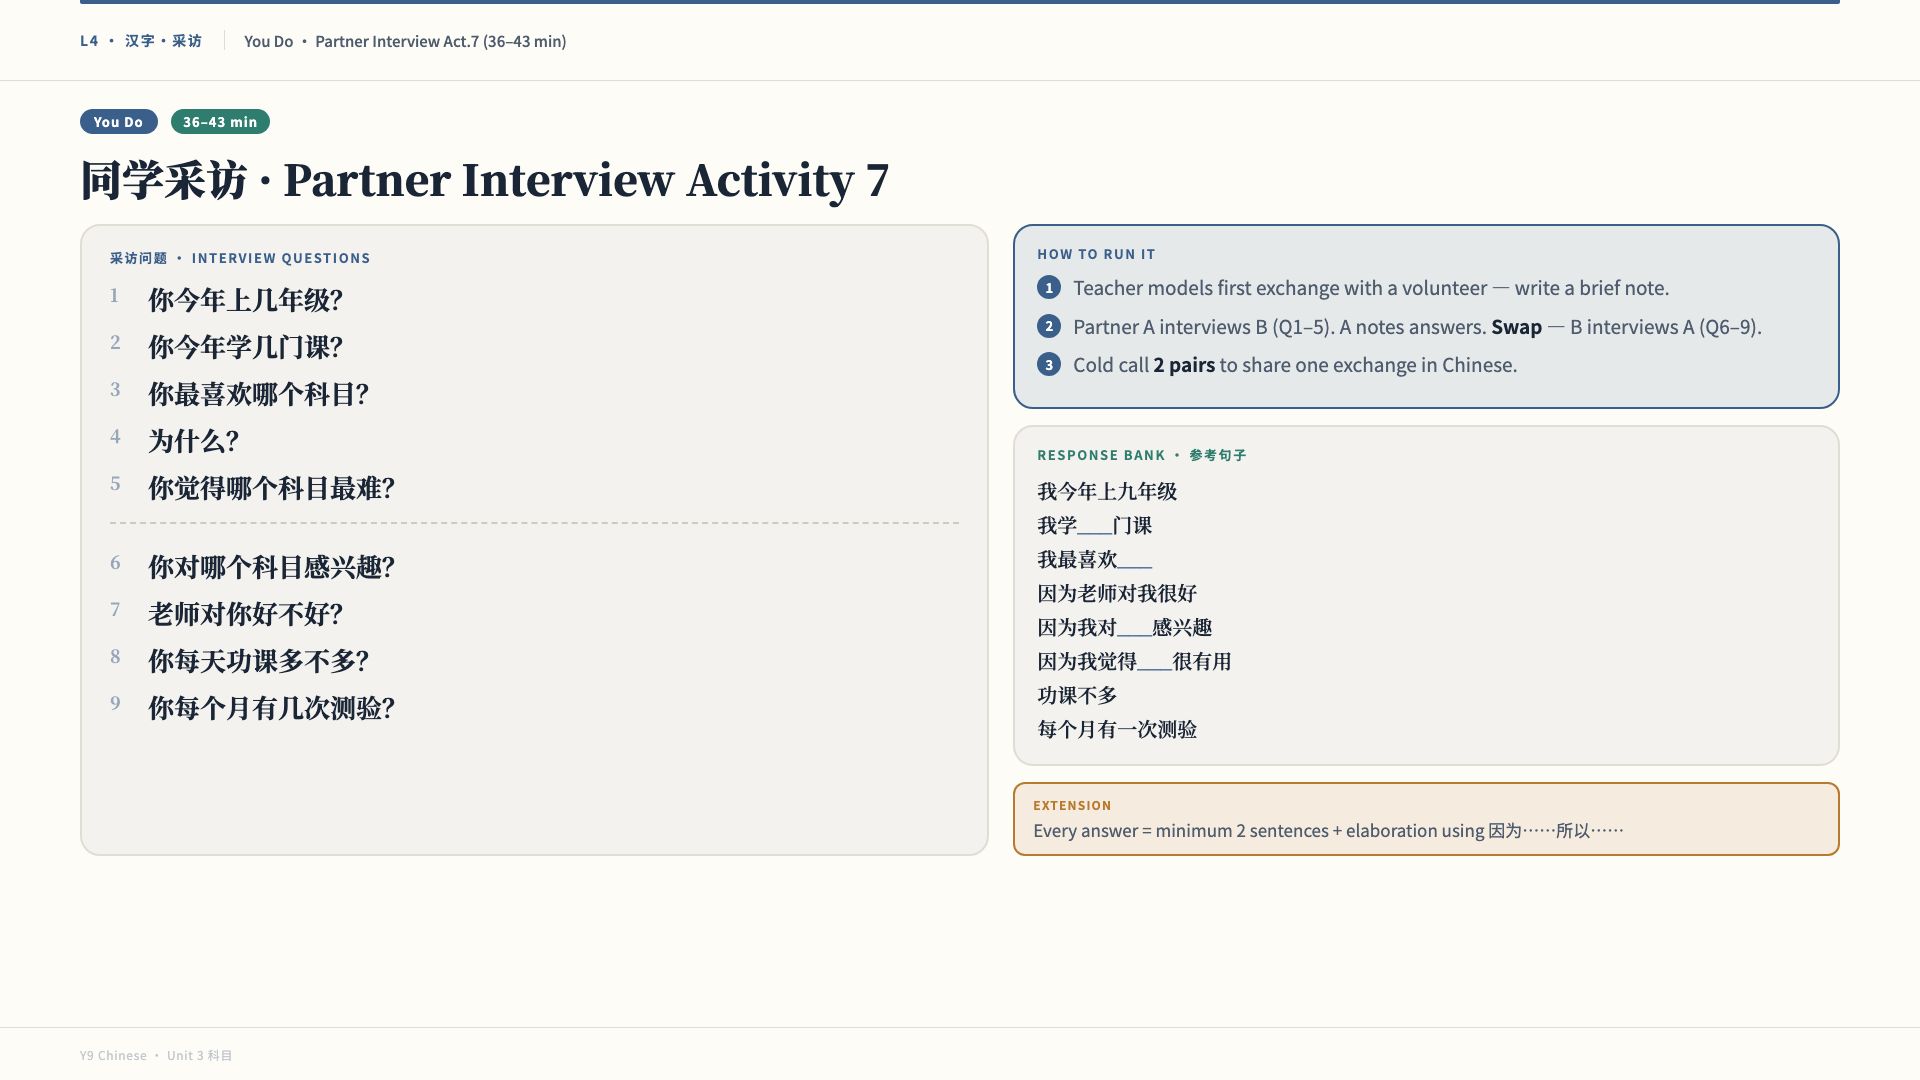 L4 • 汉字·采访
You Do • Partner Interview Act.7 (36–43 min)
You Do
36–43 min
同学采访 · Partner Interview Activity 7
采访问题 • INTERVIEW QUESTIONS
1 你今年上几年级?
2 你今年学几门课?
3 你最喜欢哪个科目?
4 为什么?
5 你觉得哪个科目最难?
6 你对哪个科目感兴趣?
7 老师对你好不好?
8 你每天功课多不多?
9 你每个月有几次测验?
HOW TO RUN IT
1 Teacher models first exchange with a volunteer — write a brief note.
2 Partner A interviews B (Q1–5). A notes answers. Swap — B interviews A (Q6–9).
3 Cold call 2 pairs to share one exchange in Chinese.
RESPONSE BANK • 参考句子
我今年上九年级
我学____门课
我最喜欢____
因为老师对我很好
因为我对____感兴趣
因为我觉得____很有用
功课不多
每个月有一次测验
EXTENSION
Every answer = minimum 2 sentences + elaboration using 因为……所以……
Y9 Chinese • Unit 3 科目